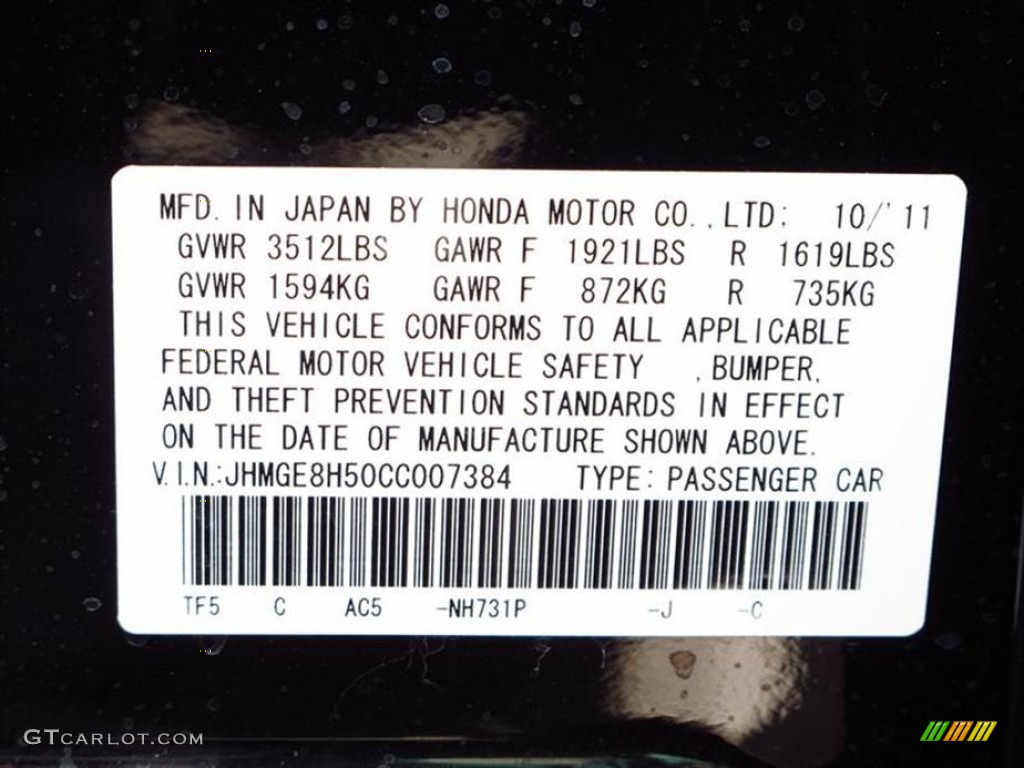 MFD. IN JAPAN BY HONDA MOTOR CO.,LTD: 10/'11
GVWR 3512LBS GAWR F 1921LBS R 1619LBS
GVWR 1594KG GAWR F 872KG R 735KG
THIS VEHICLE CONFORMS TO ALL APPLICABLE
FEDERAL MOTOR VEHICLE SAFETY ,BUMPER,
AND THEFT PREVENTION STANDARDS IN EFFECT
ON THE DATE OF MANUFACTURE SHOWN ABOVE.
V.I.N.:JHMGE8H50CC007384 TYPE:PASSENGER CAR
TF5 C AC5 -NH731P -J -C
GTCARLOT.COM